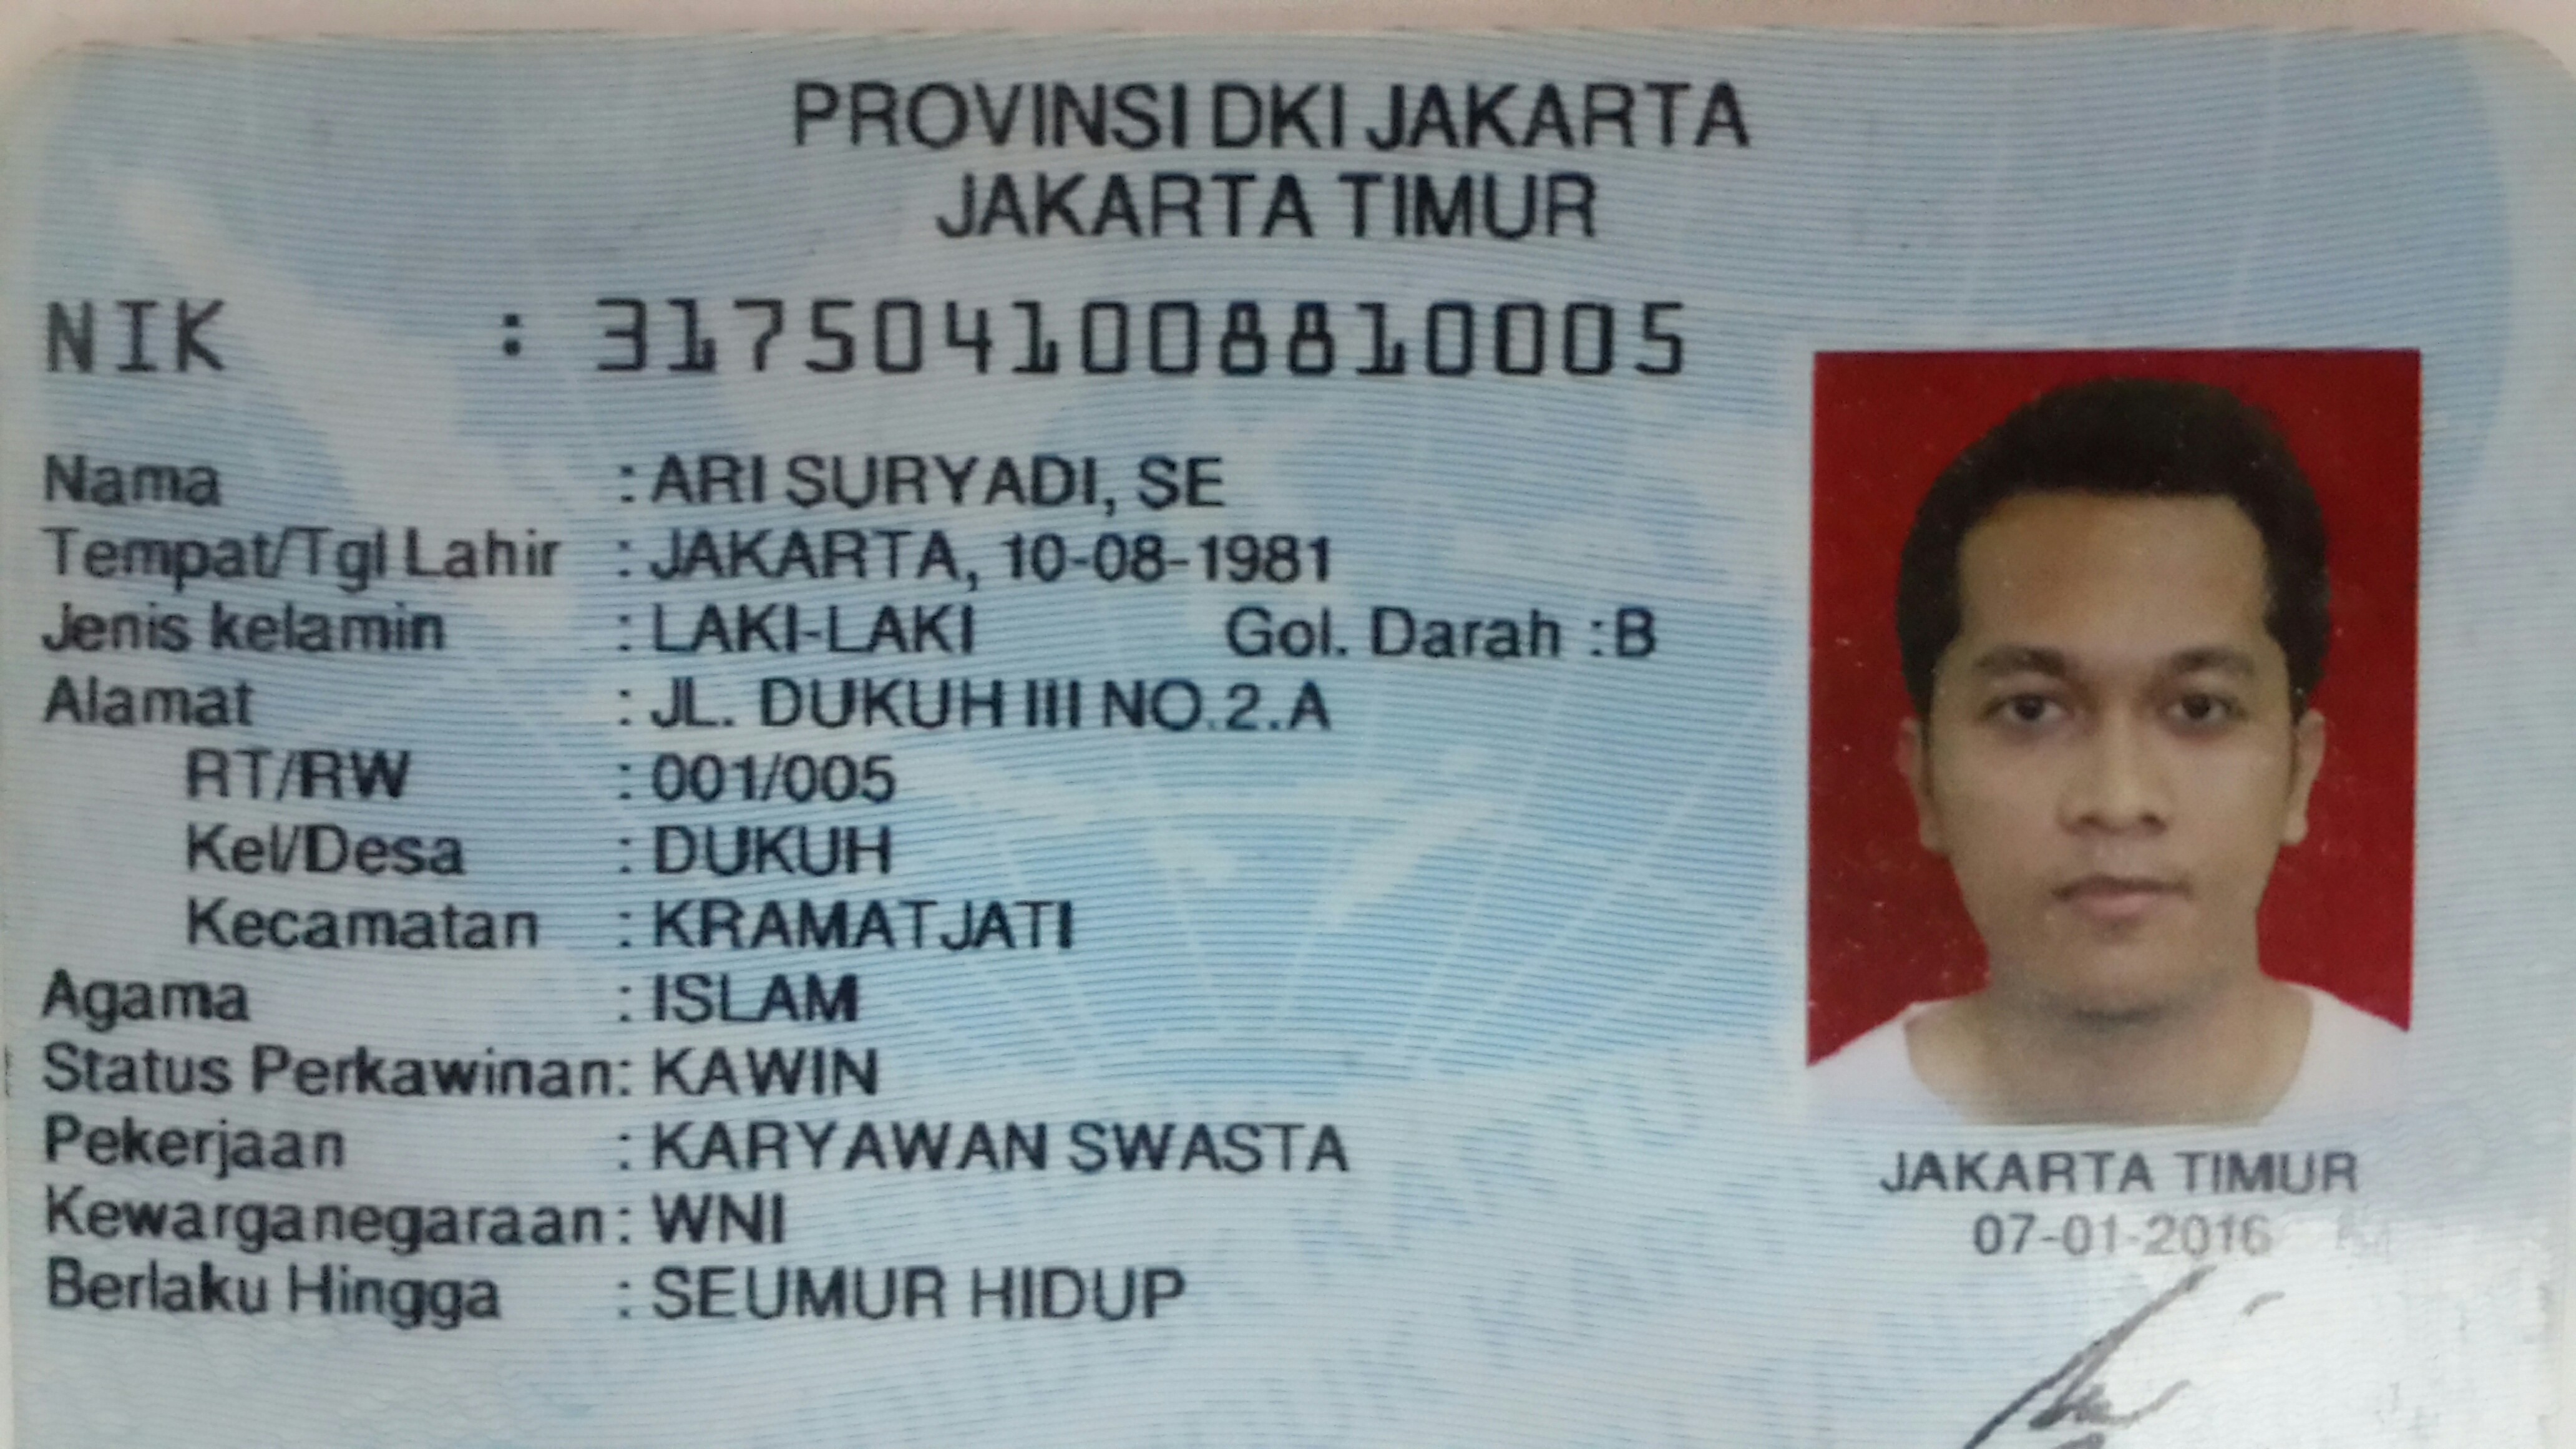 PROVINSI DKI JAKARTA
JAKARTA TIMUR
NIK : 3175041008810005
Nama : ARI SURYADI, SE
Tempat/Tgl Lahir : JAKARTA, 10-08-1981
Jenis kelamin : LAKI-LAKI Gol. Darah : B
Alamat : JL. DUKUH III NO.2.A
RT/RW : 001/005
Kel/Desa : DUKUH
Kecamatan : KRAMATJATI
Agama : ISLAM
Status Perkawinan: KAWIN
Pekerjaan : KARYAWAN SWASTA
Kewarganegaraan: WNI
Berlaku Hingga : SEUMUR HIDUP
JAKARTA TIMUR
07-01-2016